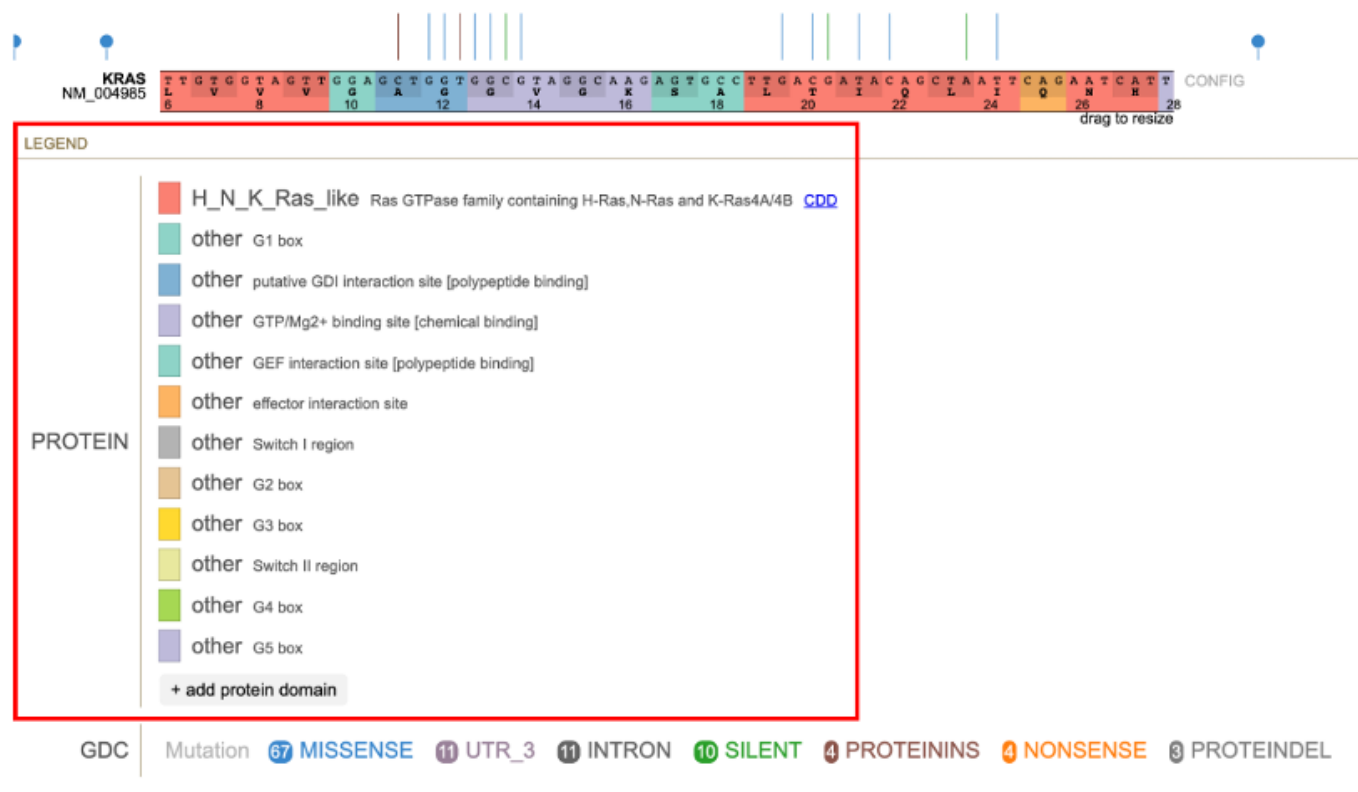 KRAS
NM_004985
T T G T G G T A G T T G G A G C T G G T G G C G T A G G C A A G A G T G C C T T G A C G A T A C A G C T A A T T C A G A A T C A T T
L V V V G A G G V G K S A L T I Q L I Q N H
6 8 10 12 14 16 18 20 22 24 26 28
CONFIG
drag to resize
LEGEND
PROTEIN
H_N_K_Ras_like Ras GTPase family containing H-Ras,N-Ras and K-Ras4A/4B CDD
other G1 box
other putative GDI interaction site [polypeptide binding]
other GTP/Mg2+ binding site [chemical binding]
other GEF interaction site [polypeptide binding]
other effector interaction site
other Switch I region
other G2 box
other G3 box
other Switch II region
other G4 box
other G5 box
+ add protein domain
GDC Mutation 67 MISSENSE 11 UTR_3 11 INTRON 10 SILENT 4 PROTEININS 4 NONSENSE 3 PROTEINDEL